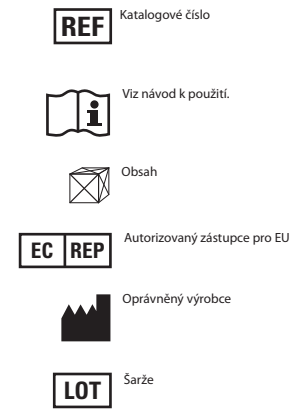 REF Katalogové číslo
i Viz návod k použití.
Obsah
EC REP Autorizovaný zástupce pro EU
Oprávněný výrobce
LOT Šarže